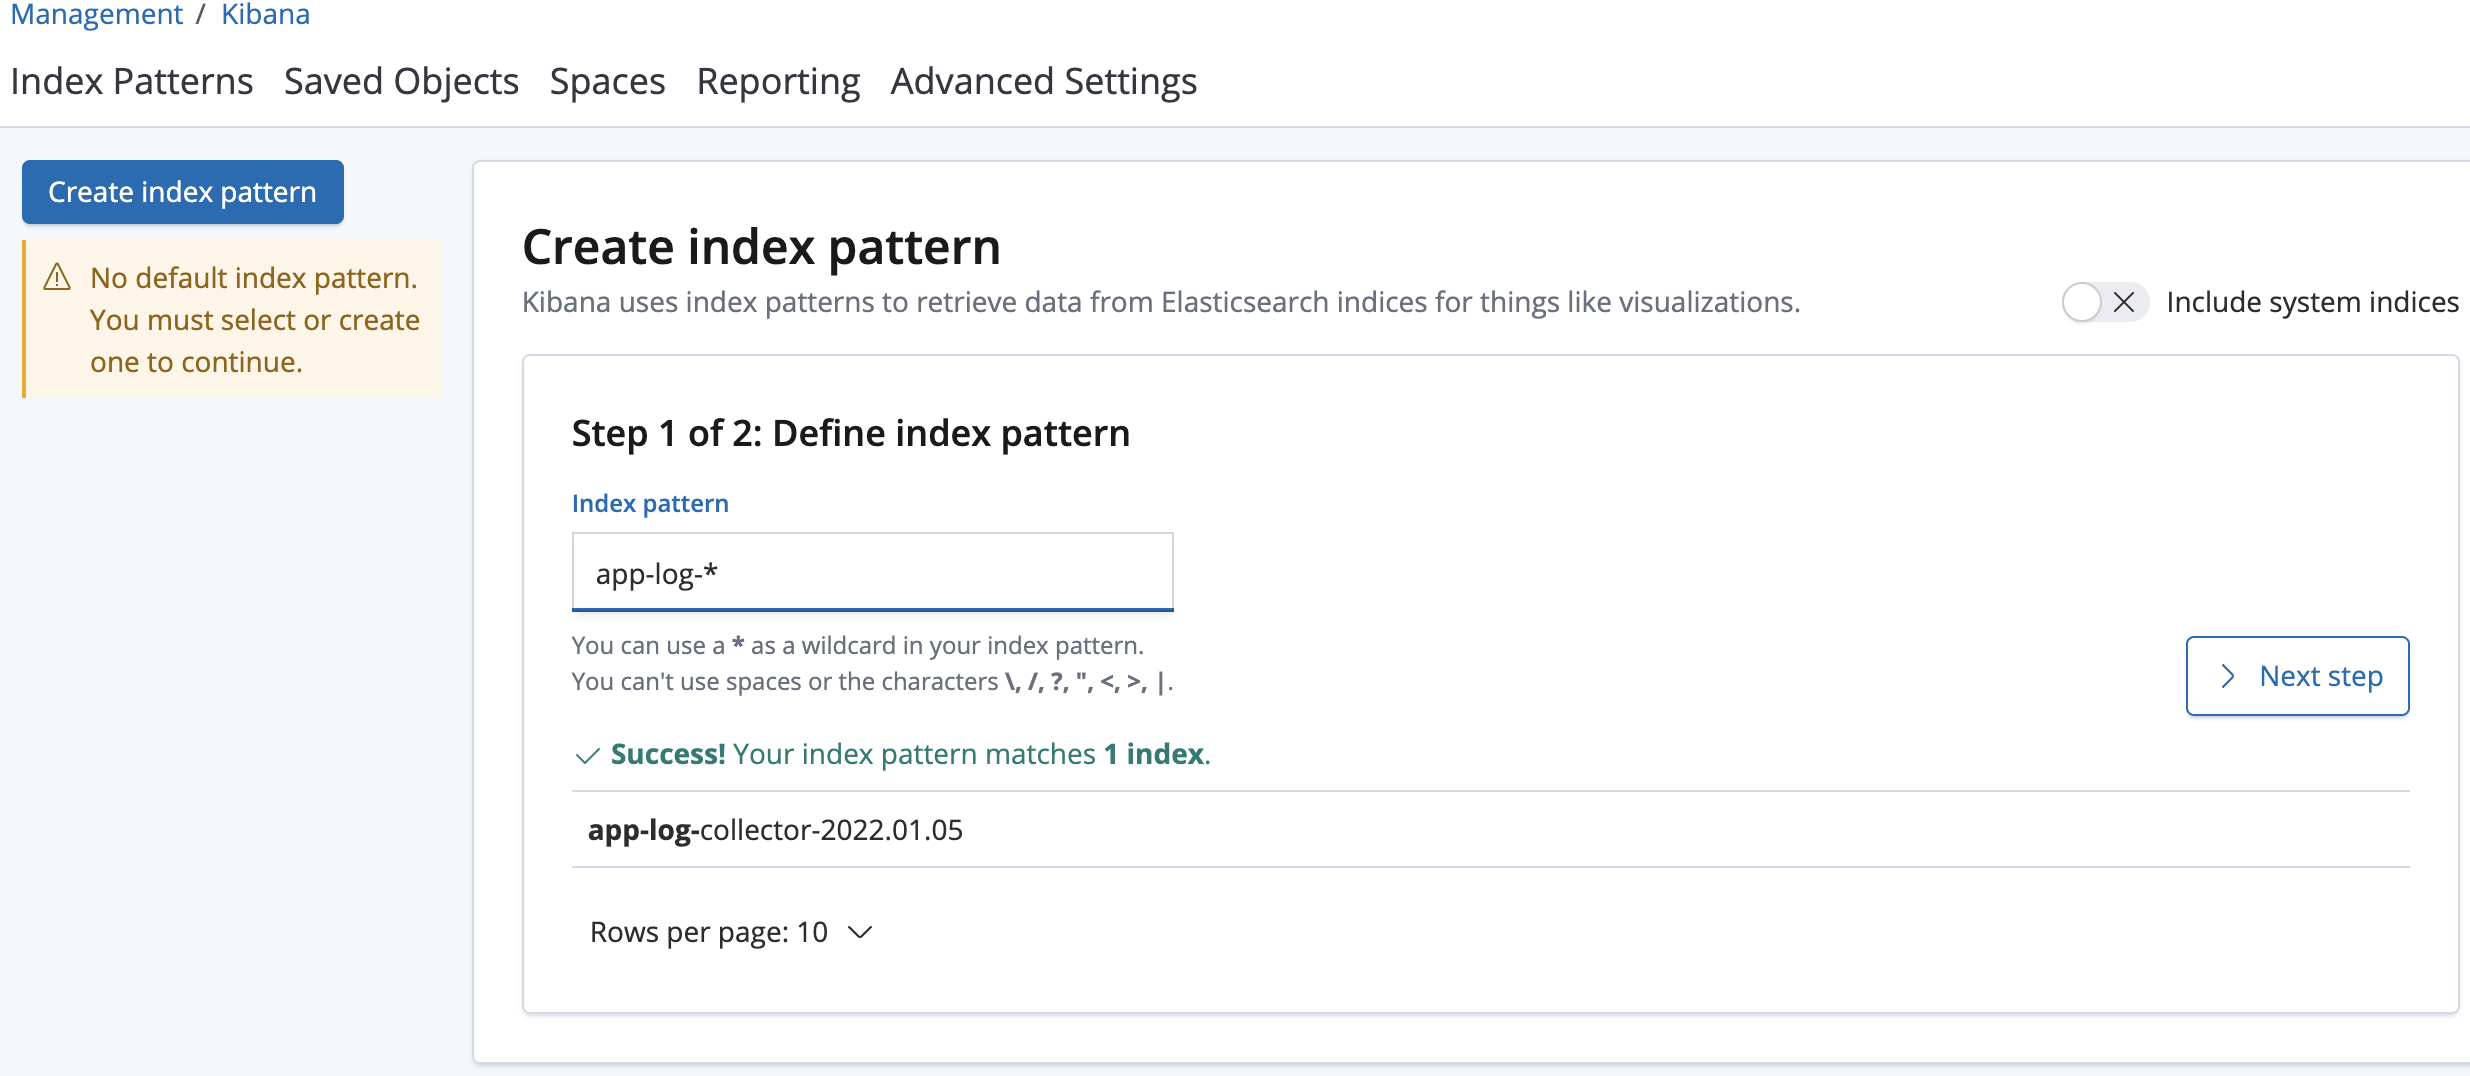 Management / Kibana
Index Patterns Saved Objects Spaces Reporting Advanced Settings
Create index pattern
No default index pattern.
You must select or create
one to continue.
Create index pattern
Kibana uses index patterns to retrieve data from Elasticsearch indices for things like visualizations.
Include system indices
Step 1 of 2: Define index pattern
Index pattern
app-log-*
You can use a * as a wildcard in your index pattern.
You can't use spaces or the characters \, /, ?, ", <, >, |.
Next step
Success! Your index pattern matches 1 index.
app-log-collector-2022.01.05
Rows per page: 10